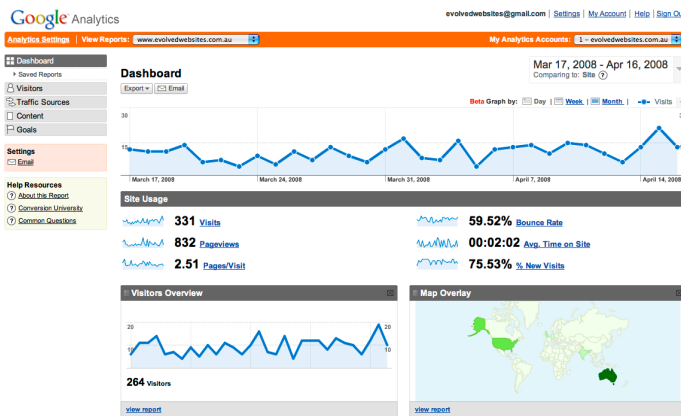 Google Analytics
evolvedwebsites@gmail.com | Settings | My Account | Help | Sign Ou
Analytics Settings | View Reports: www.evolvedwebsites.com.au
My Analytics Accounts: 1 – evolvedwebsites.com.au
Dashboard
Saved Reports
Visitors
Traffic Sources
Content
Goals
Settings
Email
Help Resources
? About this Report
? Conversion University
? Common Questions
Dashboard
Export Email
Mar 17, 2008 - Apr 16, 2008
Comparing to: Site ?
Beta Graph by: Day | Week | Month | Visits
30
15
March 17, 2008 March 24, 2008 March 31, 2008 April 7, 2008 April 14, 2008
Site Usage
331 Visits
832 Pageviews
2.51 Pages/Visit
59.52% Bounce Rate
00:02:02 Avg. Time on Site
75.53% % New Visits
Visitors Overview
20 20
10 10
264 Visitors
view report
Map Overlay
view report